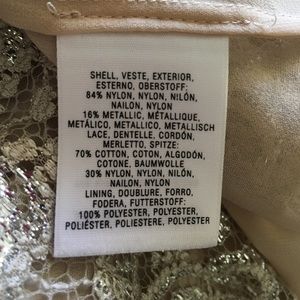 SHELL, VESTE, EXTERIOR,
ESTERNO, OBERSTOFF:
84% NYLON, NYLON, NILÓN,
NAILON, NYLON
16% METALLIC, MÉTALLIQUE,
METÁLICO, METALLICO, METALLISCH
LACE, DENTELLE, CORDÓN,
MERLETTO, SPITZE:
70% COTTON, COTON, ALGODÓN,
COTONE, BAUMWOLLE
30% NYLON, NYLON, NILÓN,
NAILON, NYLON
LINING, DOUBLURE, FORRO,
FODERA, FUTTERSTOFF:
100% POLYESTER, POLYESTER,
POLIÉSTER, POLIESTERE, POLYESTER